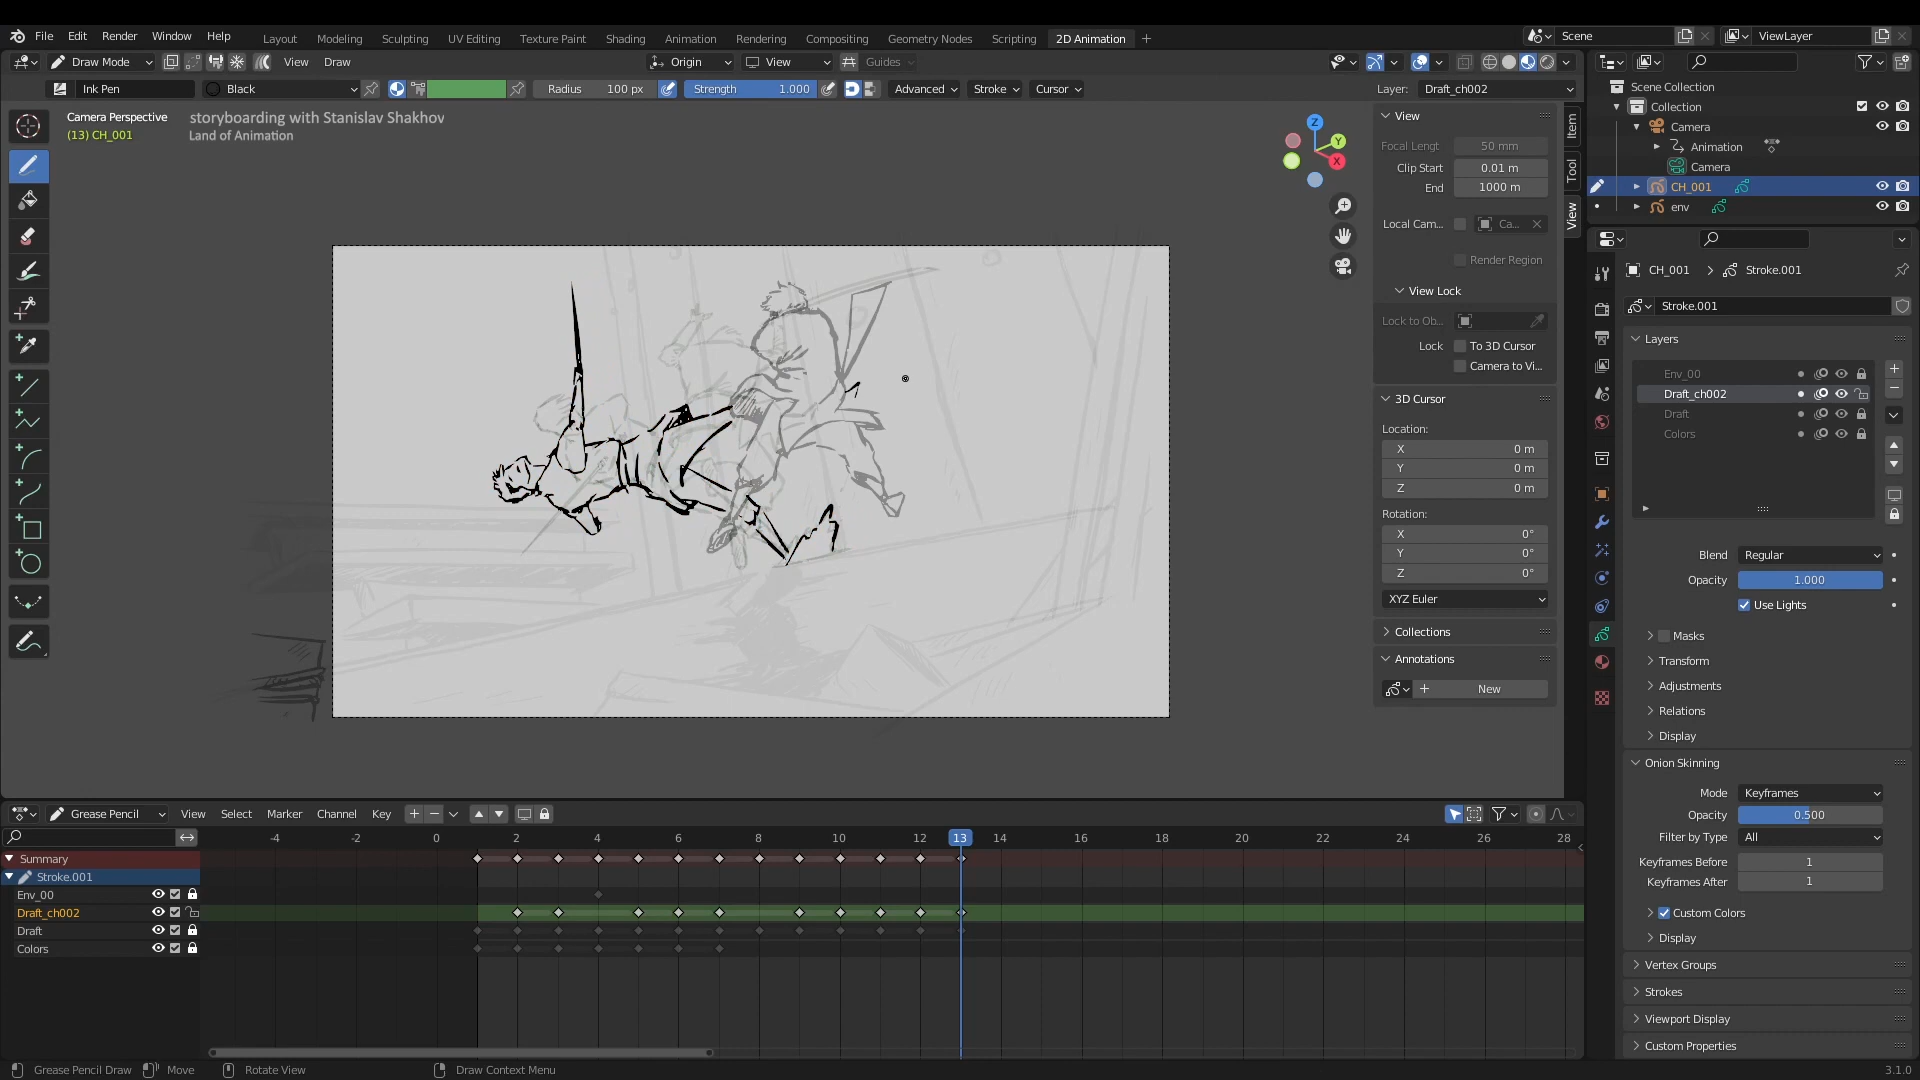 File Edit Render Window Help Layout Modeling Sculpting UV Editing Texture Paint Shading Animation Rendering Compositing Geometry Nodes Scripting 2D Animation + Scene ViewLayer
Draw Mode View Draw Origin View Guides
Ink Pen Black Radius 100 px Strength 1.000 Advanced Stroke Cursor Layer: Draft_ch002
Camera Perspective
(13) CH_001
storyboarding with Stanislav Shakhov
Land of Animation
Z
Y
X
View
Focal Lengt 50 mm
Clip Start 0.01 m
End 1000 m
Local Cam... Ca...
Render Region
View Lock
Lock to Ob...
Lock To 3D Cursor
Camera to Vi...
3D Cursor
Location:
X 0 m
Y 0 m
Z 0 m
Rotation:
X 0°
Y 0°
Z 0°
XYZ Euler
Collections
Annotations
+ New
Item
Tool
View
Scene Collection
Collection
Camera
Animation
Camera
CH_001
env
CH_001 > Stroke.001
Stroke.001
Layers
Env_00
Draft_ch002
Draft
Colors
Blend Regular
Opacity 1.000
Use Lights
Masks
Transform
Adjustments
Relations
Display
Onion Skinning
Mode Keyframes
Opacity 0.500
Filter by Type All
Keyframes Before 1
Keyframes After 1
Custom Colors
Display
Vertex Groups
Strokes
Viewport Display
Custom Properties
Grease Pencil View Select Marker Channel Key
-4 -2 0 2 4 6 8 10 12 13 14 16 18 20 22 24 26 28
Summary
Stroke.001
Env_00
Draft_ch002
Draft
Colors
Grease Pencil Draw Move Rotate View Draw Context Menu 3.1.0